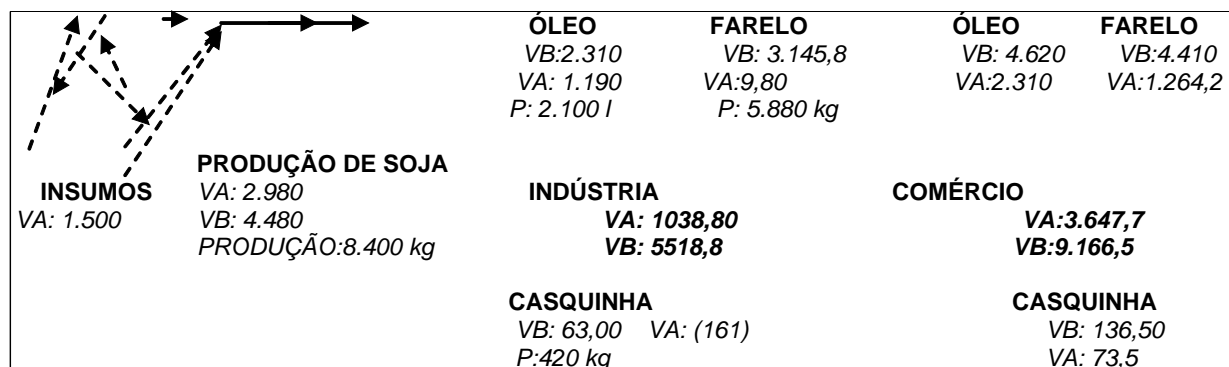 ÓLEO FARELO ÓLEO FARELO
VB:2.310 VB: 3.145,8 VB: 4.620 VB:4.410
VA: 1.190 VA:9,80 VA:2.310 VA:1.264,2
P: 2.100 l P: 5.880 kg
PRODUÇÃO DE SOJA
INSUMOS VA: 2.980 INDÚSTRIA COMÉRCIO
VA: 1.500 VB: 4.480 VA: 1038,80 VA:3.647,7
PRODUÇÃO:8.400 kg VB: 5518,8 VB:9.166,5
CASQUINHA CASQUINHA
VB: 63,00 VA: (161) VB: 136,50
P:420 kg VA: 73,5